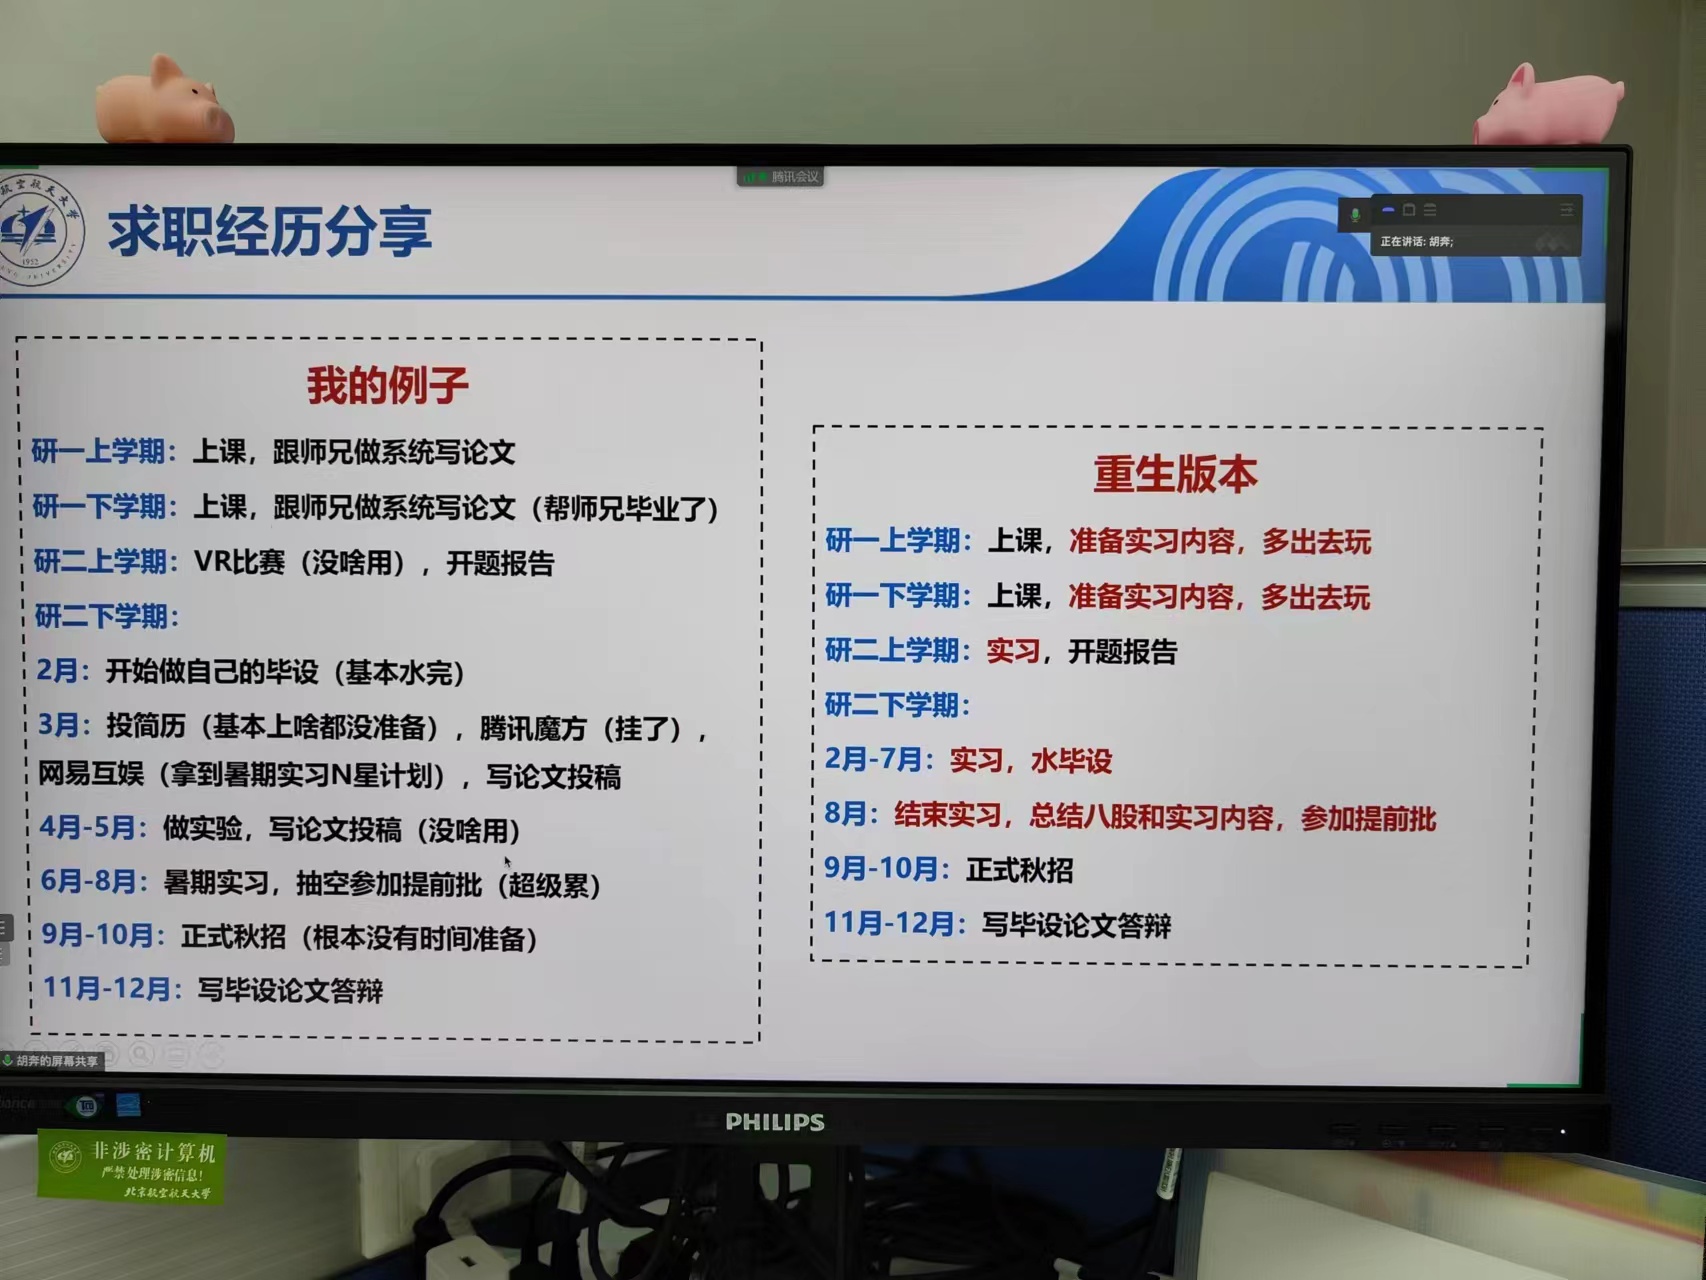 腾讯会议
空航天大学
1952
求职经历分享
正在讲话: 胡奔;
我的例子
研一上学期：上课，跟师兄做系统写论文
研一下学期：上课，跟师兄做系统写论文（帮师兄毕业了）
研二上学期：VR比赛（没啥用），开题报告
研二下学期：
2月：开始做自己的毕设（基本水完）
3月：投简历（基本上啥都没准备），腾讯魔方（挂了），
网易互娱（拿到暑期实习N星计划），写论文投稿
4月-5月：做实验，写论文投稿（没啥用）
6月-8月：暑期实习，抽空参加提前批（超级累）
9月-10月：正式秋招（根本没有时间准备）
11月-12月：写毕设论文答辩
重生版本
研一上学期：上课，准备实习内容，多出去玩
研一下学期：上课，准备实习内容，多出去玩
研二上学期：实习，开题报告
研二下学期：
2月-7月：实习，水毕设
8月：结束实习，总结八股和实习内容，参加提前批
9月-10月：正式秋招
11月-12月：写毕设论文答辩
胡奔的屏幕共享
PHILIPS
非涉密计算机
严禁处理涉密信息!
北京航空航天大学